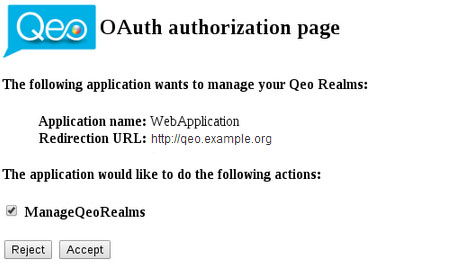 Qeo OAuth authorization page
The following application wants to manage your Qeo Realms:
Application name: WebApplication
Redirection URL: http://qeo.example.org
The application would like to do the following actions:
ManageQeoRealms
Reject Accept